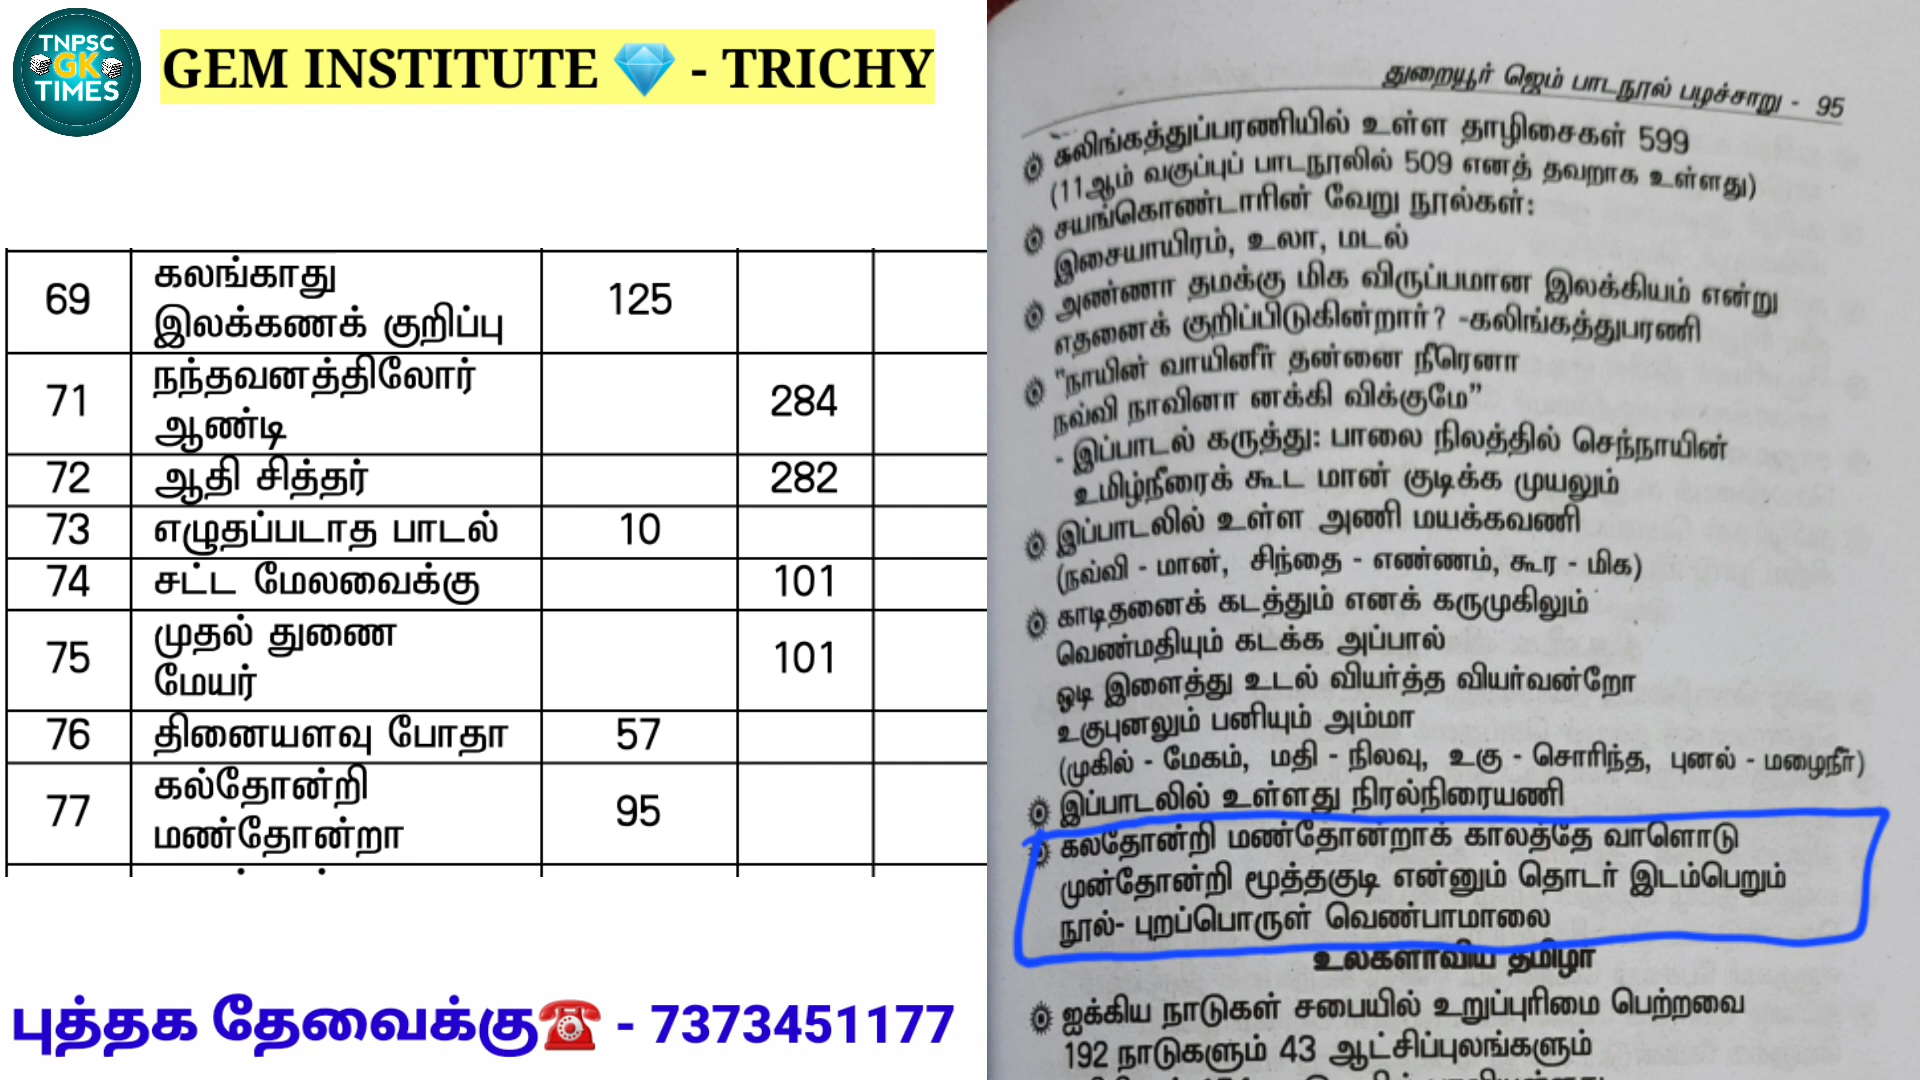 TNPSC
GK
TIMES
GEM INSTITUTE 💎 - TRICHY
69 கலங்காது இலக்கணக் குறிப்பு 125
71 நந்தவனத்திலோர் ஆண்டி 284
72 ஆதி சித்தர் 282
73 எழுதப்படாத பாடல் 10
74 சட்ட மேலவைக்கு 101
75 முதல் துணை மேயர் 101
76 தினையளவு போதா 57
77 கல்தோன்றி மண்தோன்றா 95
புத்தக தேவைக்கு☎️ - 7373451177
துறையூர் ஜெம் பாடநூல் பழச்சாறு - 95
கலிங்கத்துப்பரணியில் உள்ள தாழிசைகள் 599
(11ஆம் வகுப்புப் பாடநூலில் 509 எனத் தவறாக உள்ளது)
சயங்கொண்டாரின் வேறு நூல்கள்:
இசையாயிரம், உலா, மடல்
அண்ணா தமக்கு மிக விருப்பமான இலக்கியம் என்று
எதனைக் குறிப்பிடுகின்றார்? -கலிங்கத்துபரணி
"நாயின் வாயினீர் தன்னை நீரெனா
நவ்வி நாவினா னக்கி விக்குமே"
- இப்பாடல் கருத்து: பாலை நிலத்தில் செந்நாயின்
உமிழ்நீரைக் கூட மான் குடிக்க முயலும்
இப்பாடலில் உள்ள அணி மயக்கவணி
(நவ்வி - மான், சிந்தை - எண்ணம், கூர - மிக)
காடிதனைக் கடத்தும் எனக் கருமுகிலும்
வெண்மதியும் கடக்க அப்பால்
ஓடி இளைத்து உடல் வியர்த்த வியர்வன்றோ
உகுபுனலும் பனியும் அம்மா
(முகில் - மேகம், மதி - நிலவு, உகு - சொரிந்த, புனல் - மழைநீர்)
இப்பாடலில் உள்ளது நிரல்நிரையணி
கல்தோன்றி மண்தோன்றாக் காலத்தே வாளொடு
முன்தோன்றி மூத்தகுடி என்னும் தொடர் இடம்பெறும்
நூல்- புறப்பொருள் வெண்பாமாலை
உலகளாவிய தமிழா
ஐக்கிய நாடுகள் சபையில் உறுப்புரிமை பெற்றவை
192 நாடுகளும் 43 ஆட்சிப்புலங்களும்